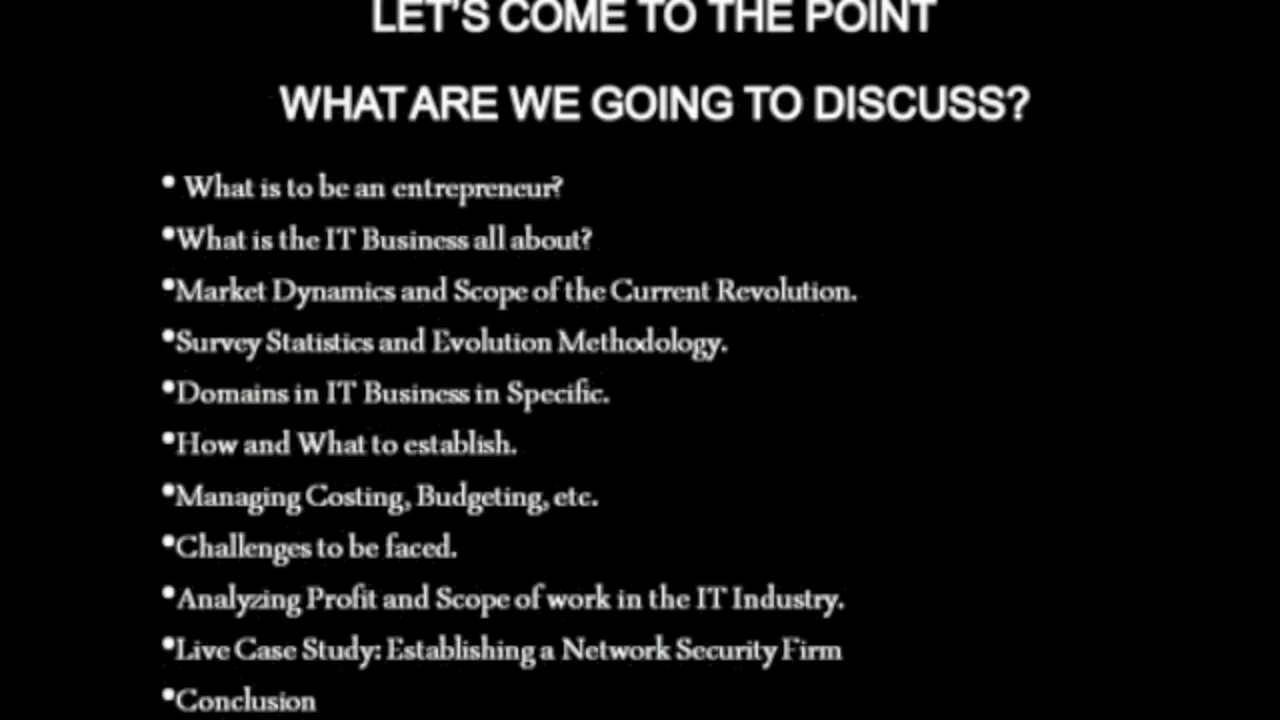 LET'S COME TO THE POINT
WHAT ARE WE GOING TO DISCUSS?
• What is to be an entrepreneur?
•What is the IT Business all about?
•Market Dynamics and Scope of the Current Revolution.
•Survey Statistics and Evolution Methodology.
•Domains in IT Business in Specific.
•How and What to establish.
•Managing Costing, Budgeting, etc.
•Challenges to be faced.
•Analyzing Profit and Scope of work in the IT Industry.
•Live Case Study: Establishing a Network Security Firm
•Conclusion